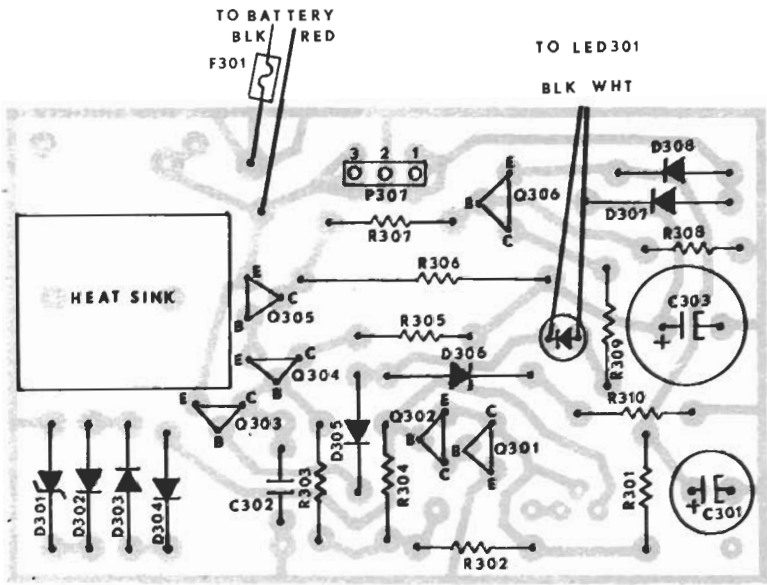 TO BATTERY
BLK RED
F301
TO LED301
BLK WHT
3 2 1
P307
E
B
C
Q306
D308
D307
R307
R308
HEAT SINK
R306
E
C
B
Q305
C303
+
R305
R309
E
C
B
Q304
D306
R310
E
C
B
Q303
D305
Q302
E
B
C
C
B
E
Q301
D301
D302
D303
D304
C302
R303
R304
R301
+
C301
R302